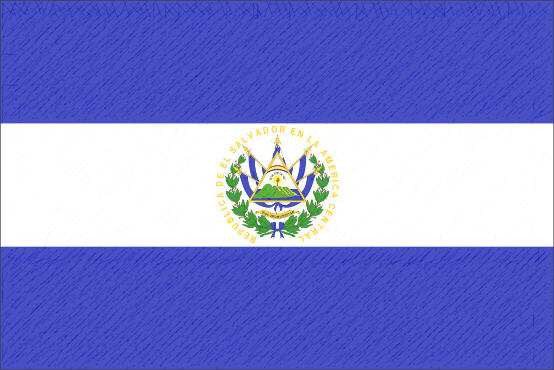 REPUBLICA DE EL SALVADOR EN LA AMERICA CENTRAL